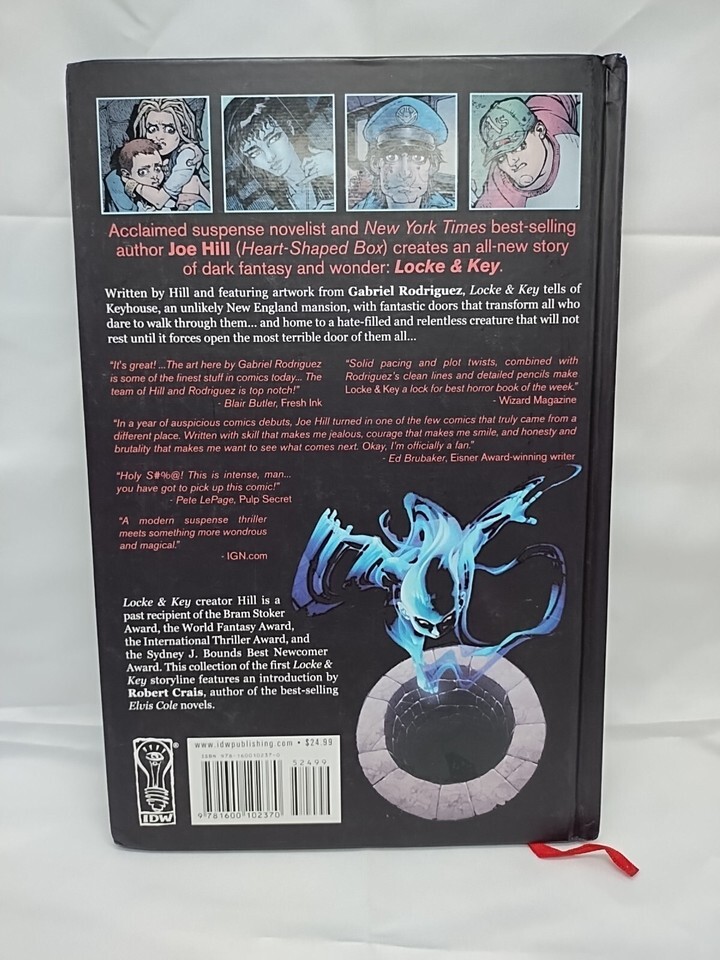 Acclaimed suspense novelist and New York Times best-selling
author Joe Hill (Heart-Shaped Box) creates an all-new story
of dark fantasy and wonder: Locke & Key.
Written by Hill and featuring artwork from Gabriel Rodriguez, Locke & Key tells of
Keyhouse, an unlikely New England mansion, with fantastic doors that transform all who
dare to walk through them... and home to a hate-filled and relentless creature that will not
rest until it forces open the most terrible door of them all...
"It's great! ...The art here by Gabriel Rodriguez
is some of the finest stuff in comics today... The
team of Hill and Rodriguez is top notch!"
- Blair Butler, Fresh Ink
"Solid pacing and plot twists, combined with
Rodriguez's clean lines and detailed pencils make
Locke & Key a lock for best horror book of the week."
- Wizard Magazine
"In a year of auspicious comics debuts, Joe Hill turned in one of the few comics that truly came from a
different place. Written with skill that makes me jealous, courage that makes me smile, and honesty and
brutality that makes me want to see what comes next. Okay, I'm officially a fan."
- Ed Brubaker, Eisner Award-winning writer
"Holy S#%@! This is intense, man...
you have got to pick up this comic!"
- Pete LePage, Pulp Secret
"A modern suspense thriller
meets something more wondrous
and magical."
- IGN.com
Locke & Key creator Hill is a
past recipient of the Bram Stoker
Award, the World Fantasy Award,
the International Thriller Award, and
the Sydney J. Bounds Best Newcomer
Award. This collection of the first Locke &
Key storyline features an introduction by
Robert Crais, author of the best-selling
Elvis Cole novels.
www.idwpublishing.com • $24.99
ISBN 978-1600102370
52499
9781600102370
IDW
®